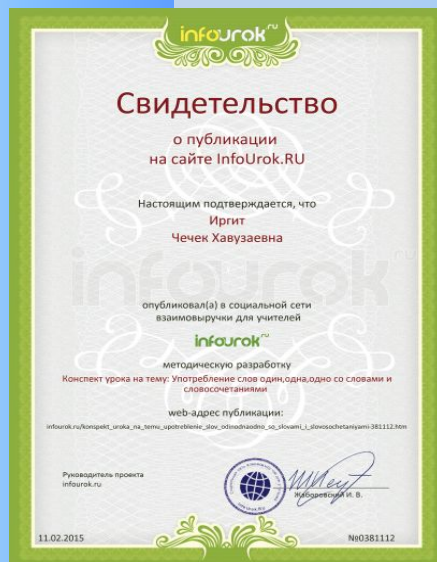 infourok.ru
Свидетельство
о публикации
на сайте InfoUrok.RU
Настоящим подтверждается, что
Иргит
Чечек Хавузаевна
опубликовал(а) в социальной сети
взаимовыручки для учителей
infourok.ru
методическую разработку
Конспект урока на тему: Употребление слов один,одна,одно со словами и
словосочетаниями
web-адрес публикации:
infourok.ru/konspekt_uroka_na_temu_upotreblenie_slov_odinodnaodno_so_slovami_i_slovosochetaniyami-381112.htm
Руководитель проекта
infourok.ru
Жаборовский И. В.
11.02.2015
№0381112